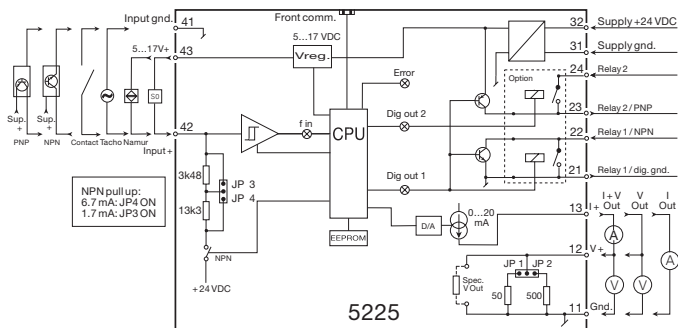 Input gnd.
41
Front comm.
32
Supply +24 VDC
5...17V+
43
5...17 VDC
Vreg.
31
Supply gnd.
24
Relay 2
Option
Error
SØ
Sup.
+
PNP
Sup.
+
NPN
Contact
Tacho
Namur
42
Input +
f in
CPU
Dig out 2
23
Relay 2 / PNP
22
Relay 1 / NPN
Dig out 1
21
Relay 1 / dig. gnd.
3k48
JP 3
JP 4
13k3
NPN pull up:
6.7 mA: JP4 ON
1.7 mA: JP3 ON
NPN
+24 VDC
EEPROM
D/A
0...20
mA
13
I+
I + V
Out
V
Out
I
Out
A
A
V
V
12
V+
JP 1
JP 2
Spec.
V Out
50
500
11
Gnd.
5225